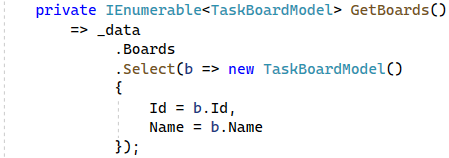 private IEnumerable<TaskBoardModel> GetBoards()
    => _data
        .Boards
        .Select(b => new TaskBoardModel()
        {
            Id = b.Id,
            Name = b.Name
        });